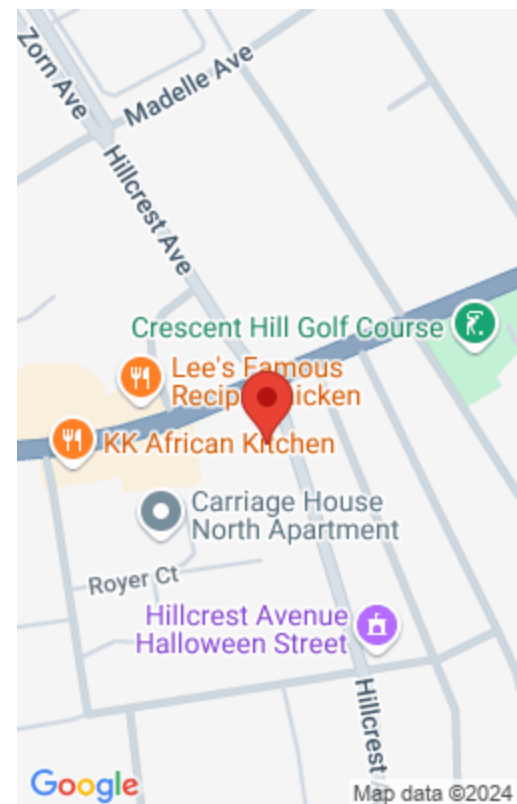 Zorn Ave
Madelle Ave
Hillcrest Ave
Crescent Hill Golf Course
Lee's Famous
Recipe Chicken
KK African Kitchen
Carriage House
North Apartment
Royer Ct
Hillcrest Avenue
Halloween Street
Hillcrest
Google
Map data ©2024